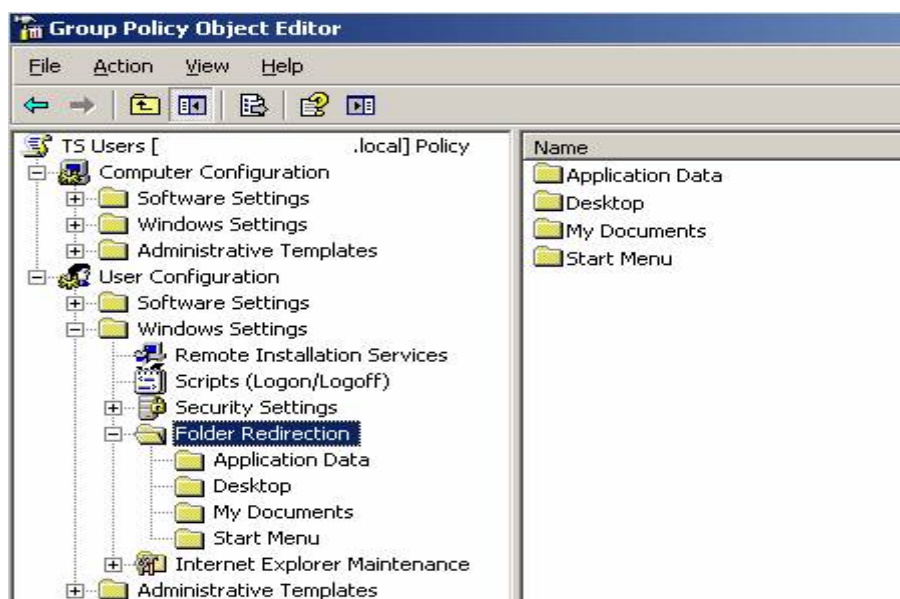 Group Policy Object Editor
File Action View Help
TS Users [ .local] Policy
Computer Configuration
Software Settings
Windows Settings
Administrative Templates
User Configuration
Software Settings
Windows Settings
Remote Installation Services
Scripts (Logon/Logoff)
Security Settings
Folder Redirection
Application Data
Desktop
My Documents
Start Menu
Internet Explorer Maintenance
Administrative Templates
Name
Application Data
Desktop
My Documents
Start Menu